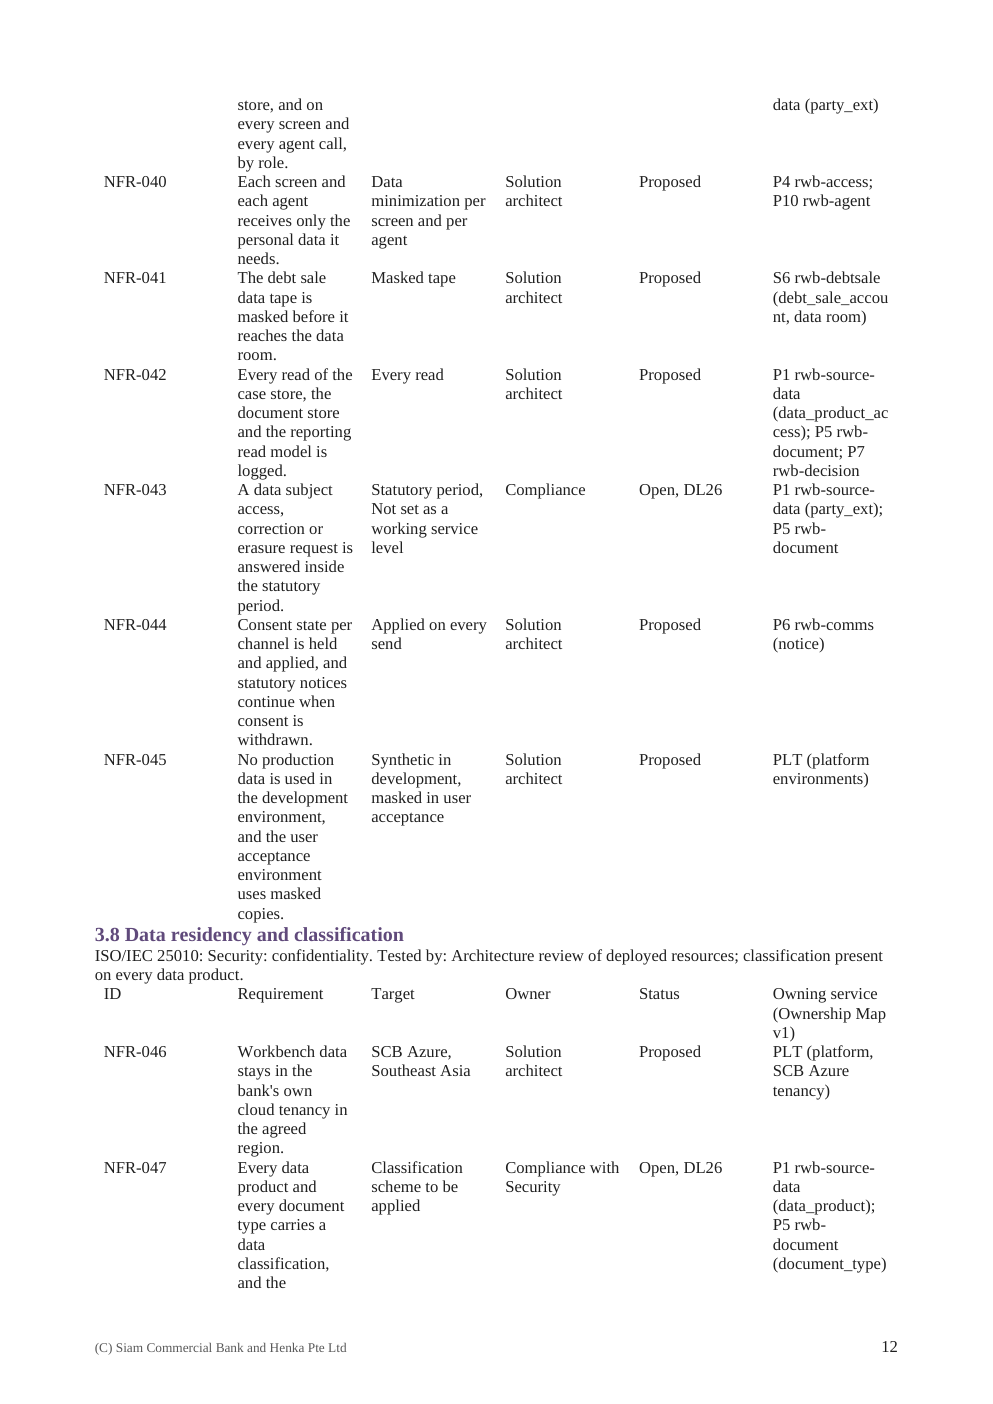 store, and on
every screen and
every agent call,
by role.
data (party_ext)
NFR-040
Each screen and
each agent
receives only the
personal data it
needs.
Data
minimization per
screen and per
agent
Solution
architect
Proposed
P4 rwb-access;
P10 rwb-agent
NFR-041
The debt sale
data tape is
masked before it
reaches the data
room.
Masked tape
Solution
architect
Proposed
S6 rwb-debtsale
(debt_sale_accou
nt, data room)
NFR-042
Every read of the
case store, the
document store
and the reporting
read model is
logged.
Every read
Solution
architect
Proposed
P1 rwb-source-
data
(data_product_ac
cess); P5 rwb-
document; P7
rwb-decision
NFR-043
A data subject
access,
correction or
erasure request is
answered inside
the statutory
period.
Statutory period,
Not set as a
working service
level
Compliance
Open, DL26
P1 rwb-source-
data (party_ext);
P5 rwb-
document
NFR-044
Consent state per
channel is held
and applied, and
statutory notices
continue when
consent is
withdrawn.
Applied on every
send
Solution
architect
Proposed
P6 rwb-comms
(notice)
NFR-045
No production
data is used in
the development
environment,
and the user
acceptance
environment
uses masked
copies.
Synthetic in
development,
masked in user
acceptance
Solution
architect
Proposed
PLT (platform
environments)
3.8 Data residency and classification
ISO/IEC 25010: Security: confidentiality. Tested by: Architecture review of deployed resources; classification present
on every data product.
ID
Requirement
Target
Owner
Status
Owning service
(Ownership Map
v1)
NFR-046
Workbench data
stays in the
bank's own
cloud tenancy in
the agreed
region.
SCB Azure,
Southeast Asia
Solution
architect
Proposed
PLT (platform,
SCB Azure
tenancy)
NFR-047
Every data
product and
every document
type carries a
data
classification,
and the
Classification
scheme to be
applied
Compliance with
Security
Open, DL26
P1 rwb-source-
data
(data_product);
P5 rwb-
document
(document_type)
(C) Siam Commercial Bank and Henka Pte Ltd
12